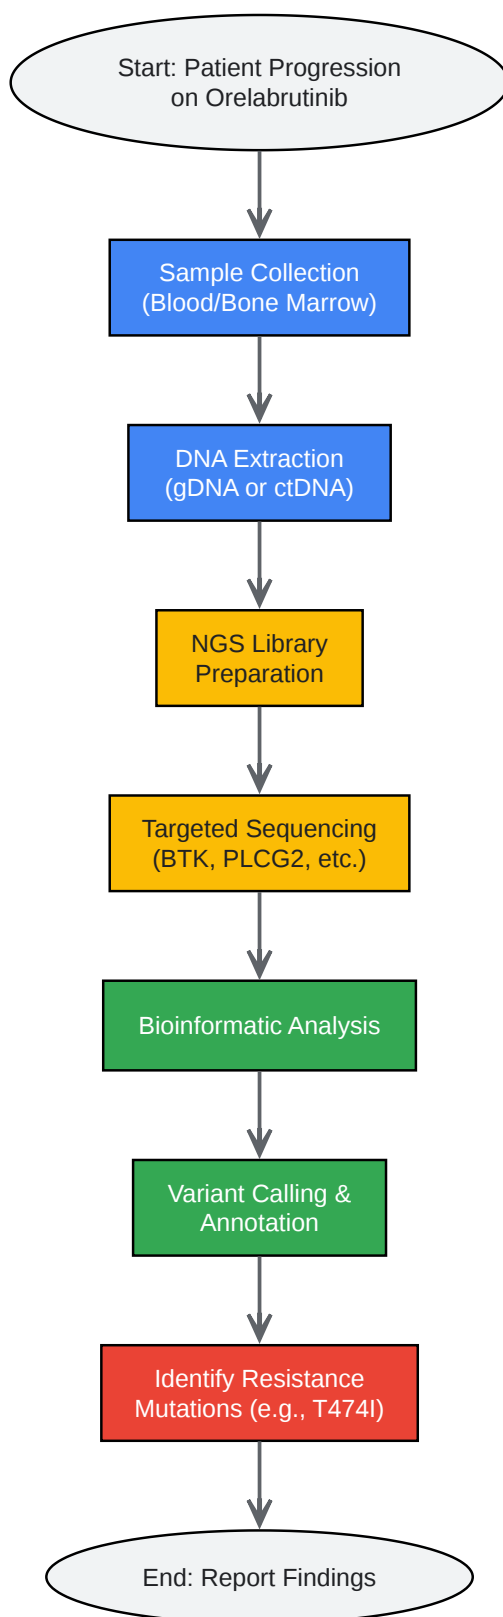 Start: Patient Progression
on Orelabrutinib
Sample Collection
(Blood/Bone Marrow)
DNA Extraction
(gDNA or ctDNA)
NGS Library
Preparation
Targeted Sequencing
(BTK, PLCG2, etc.)
Bioinformatic Analysis
Variant Calling &
Annotation
Identify Resistance
Mutations (e.g., T474I)
End: Report Findings